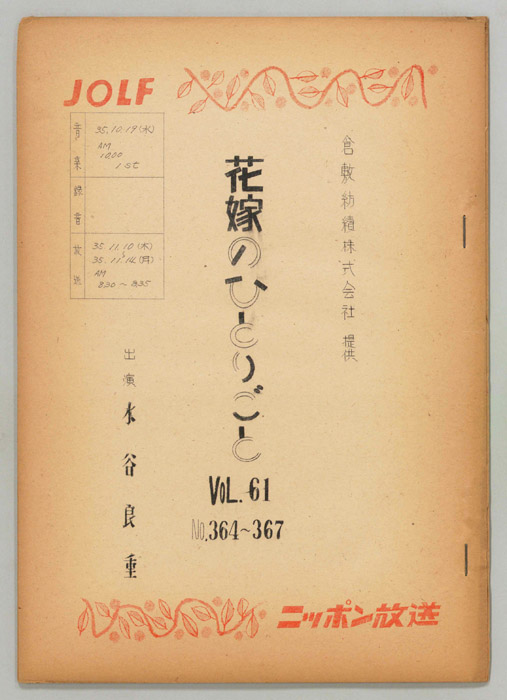 JOLF
倉敷紡績株式会社 提供
花嫁のひとりごと
VOL. 61
No. 364~367
音楽録音
35.10.19(水)
AM
10.00
1 st
放送
35.11.10(木)
35.11.14(月)
AM
8.30~8.35
出演 水谷良重
ニッポン放送